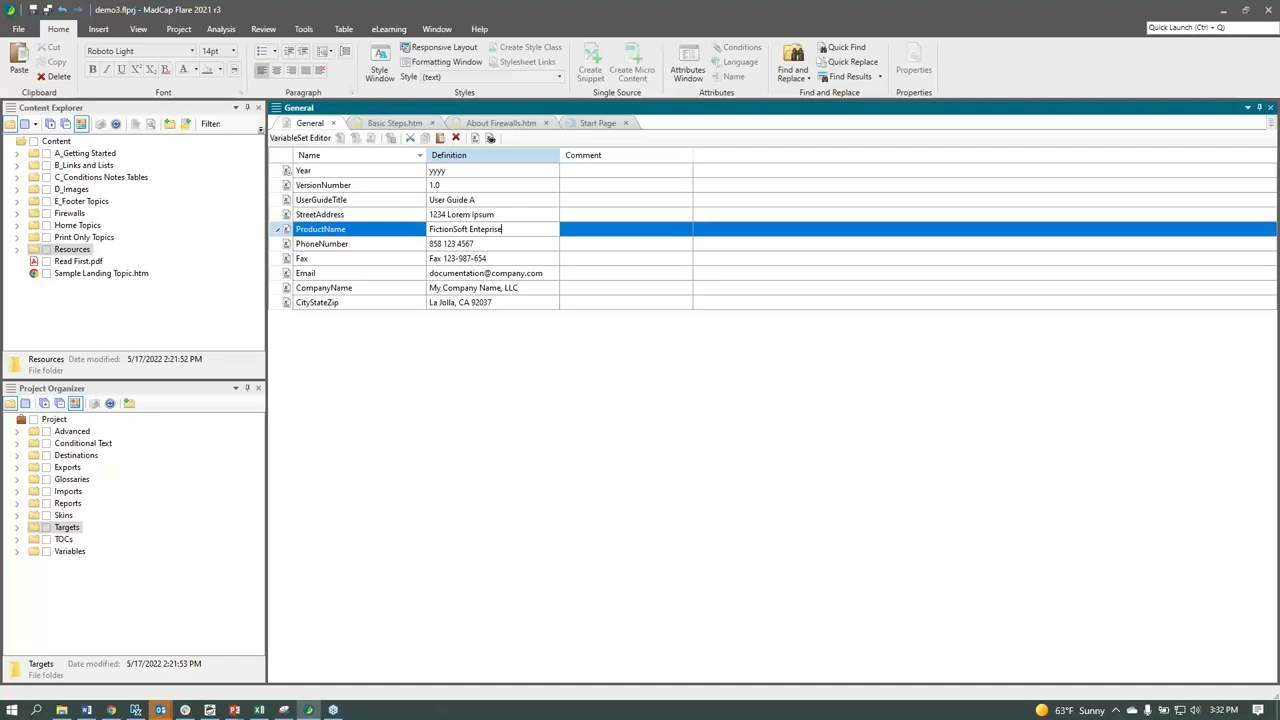 demo3.flprj - MadCap Flare 2021 r3
Quick Launch (Ctrl + Q)
File Home Insert View Project Analysis Review Tools Table eLearning Window Help
Paste
Cut
Copy
Delete
Clipboard
Roboto Light 14pt
B I U X₂ X² A
Font
Paragraph
Style Window
Responsive Layout
Formatting Window
Style (text)
Create Style Class
Stylesheet Links
Styles
Create Snippet
Create Micro Content
Single Source
Attributes Window
Conditions
Language
Name
Attributes
Find and Replace
Quick Find
Quick Replace
Find Results
Find and Replace
Properties
Properties
Content Explorer
Filter:
Content
A_Getting Started
B_Links and Lists
C_Conditions Notes Tables
D_Images
E_Footer Topics
Firewalls
Home Topics
Print Only Topics
Resources
Read First.pdf
Sample Landing Topic.htm
Resources Date modified: 5/17/2022 2:21:52 PM
File folder
Project Organizer
Project
Advanced
Conditional Text
Destinations
Exports
Glossaries
Imports
Reports
Skins
Targets
TOCs
Variables
Targets Date modified: 5/17/2022 2:21:53 PM
File folder
General
General Basic Steps.htm About Firewalls.htm Start Page
VariableSet Editor
Name Definition Comment
Year yyyy
VersionNumber 1.0
UserGuideTitle User Guide A
StreetAddress 1234 Lorem Ipsum
ProductName FictionSoft Enteprise
PhoneNumber 858 123 4567
Fax Fax 123-987-654
Email documentation@company.com
CompanyName My Company Name, LLC
CityStateZip La Jolla, CA 92037
63°F Sunny 3:32 PM